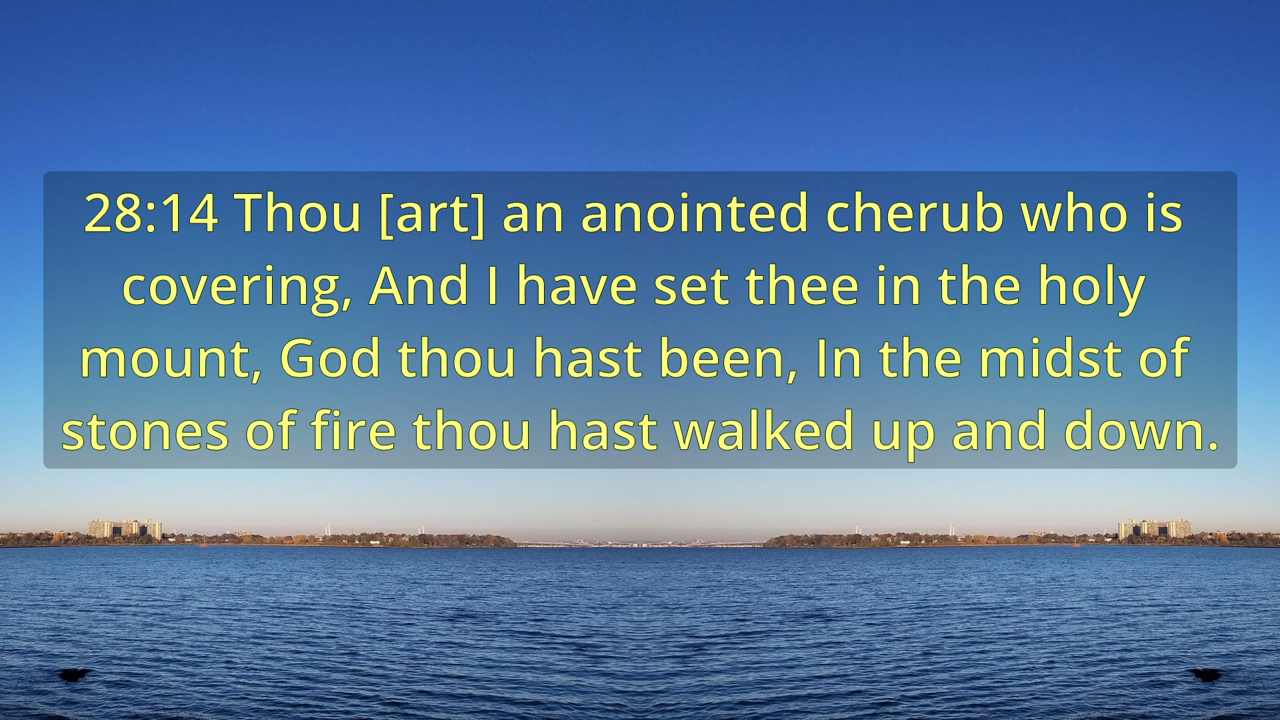 28:14 Thou [art] an anointed cherub who is
covering, And I have set thee in the holy
mount, God thou hast been, In the midst of
stones of fire thou hast walked up and down.